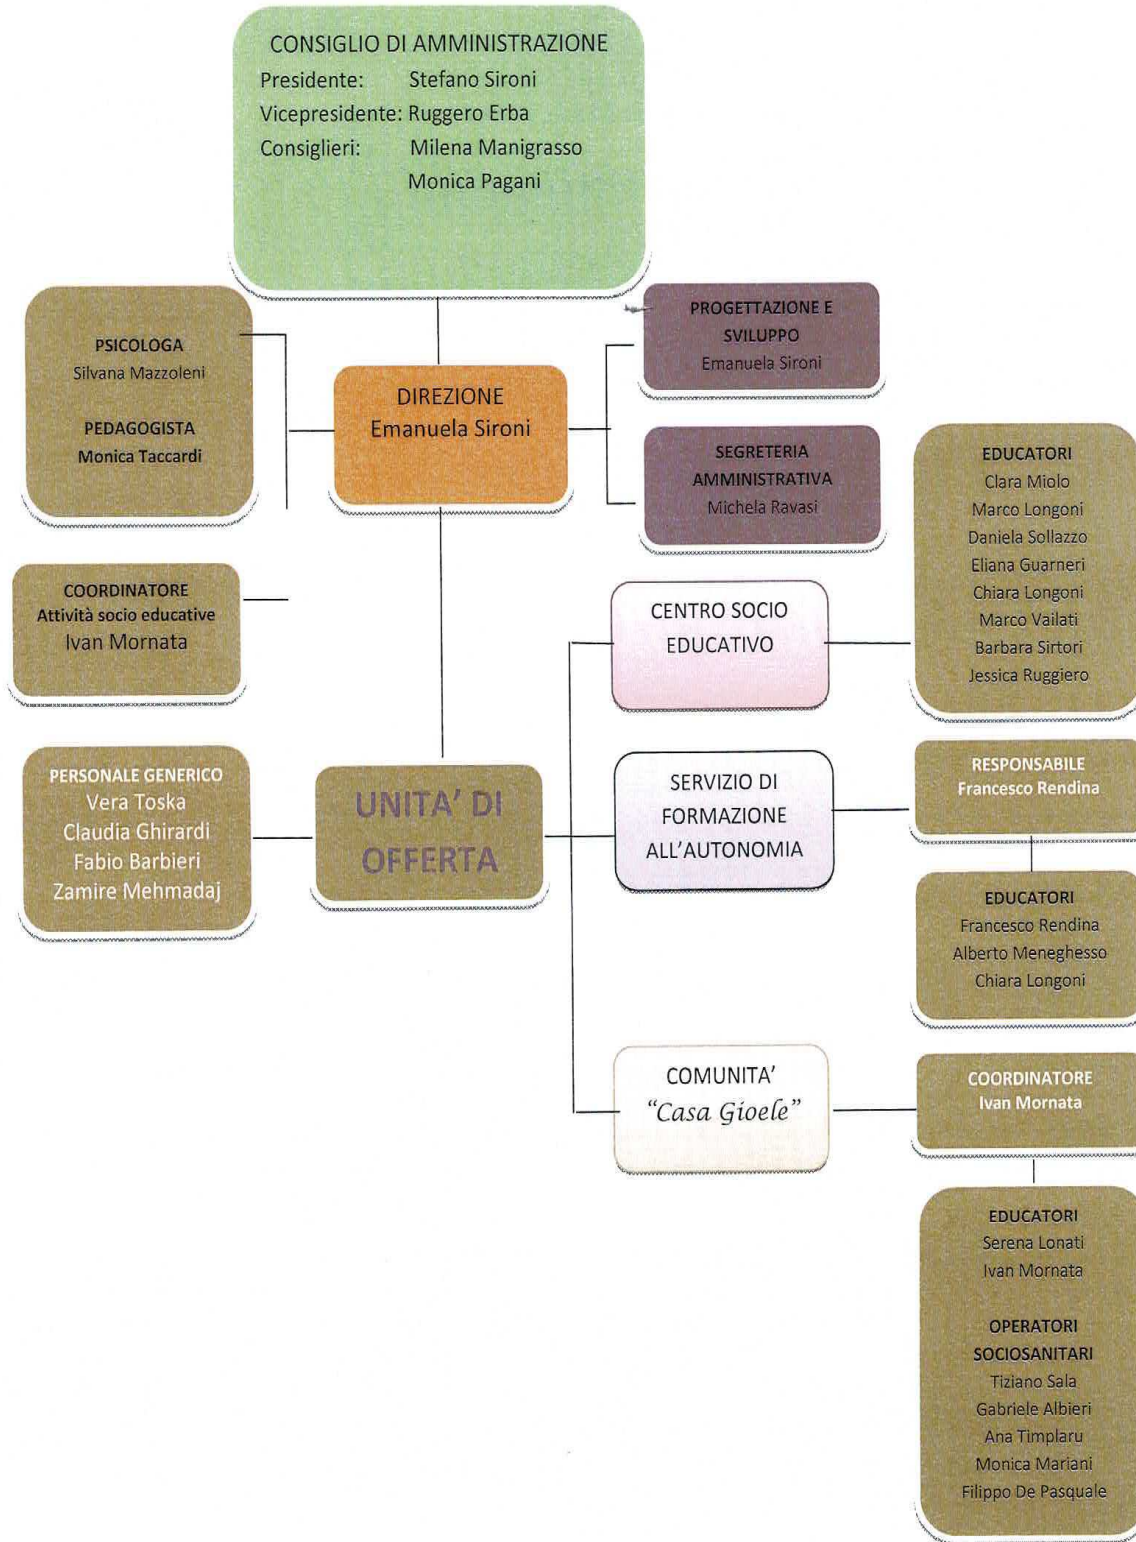 CONSIGLIO DI AMMINISTRAZIONE
Presidente: Stefano Sironi
Vicepresidente: Ruggero Erba
Consiglieri: Milena Manigrasso
Monica Pagani
PSICOLOGA
Silvana Mazzoleni
PEDAGOGISTA
Monica Taccardi
DIREZIONE
Emanuela Sironi
PROGETTAZIONE E
SVILUPPO
Emanuela Sironi
SEGRETERIA
AMMINISTRATIVA
Michela Ravasi
COORDINATORE
Attività socio educative
Ivan Mornata
CENTRO SOCIO
EDUCATIVO
EDUCATORI
Clara Miolo
Marco Longoni
Daniela Sollazzo
Eliana Guarneri
Chiara Longoni
Marco Vailati
Barbara Sirtori
Jessica Ruggiero
PERSONALE GENERICO
Vera Toska
Claudia Ghirardi
Fabio Barbieri
Zamire Mehmadaj
UNITA' DI
OFFERTA
SERVIZIO DI
FORMAZIONE
ALL'AUTONOMIA
RESPONSABILE
Francesco Rendina
EDUCATORI
Francesco Rendina
Alberto Meneghesso
Chiara Longoni
COMUNITA'
“Casa Gioele”
COORDINATORE
Ivan Mornata
EDUCATORI
Serena Lonati
Ivan Mornata
OPERATORI
SOCIOSANITARI
Tiziano Sala
Gabriele Albieri
Ana Timplaru
Monica Mariani
Filippo De Pasquale